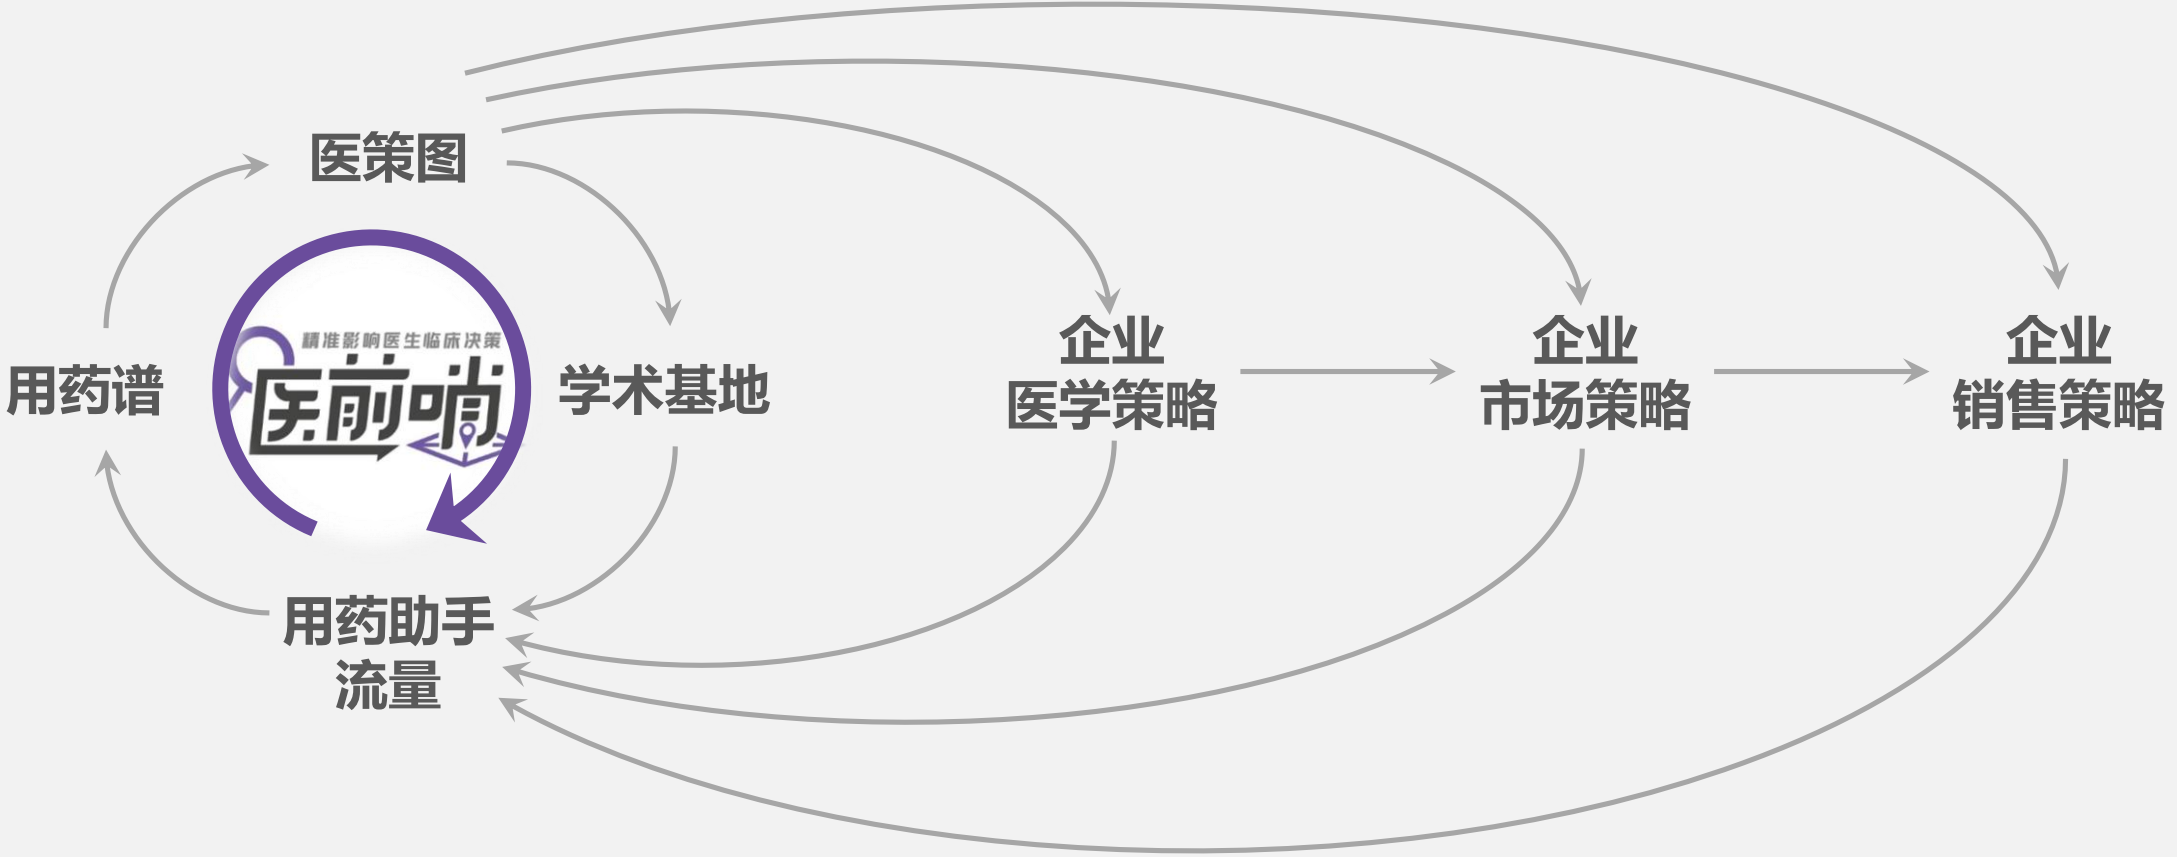 医策图
精准影响医生临床决策
医前哨
用药谱
学术基地
用药助手
流量
企业
医学策略
企业
市场策略
企业
销售策略